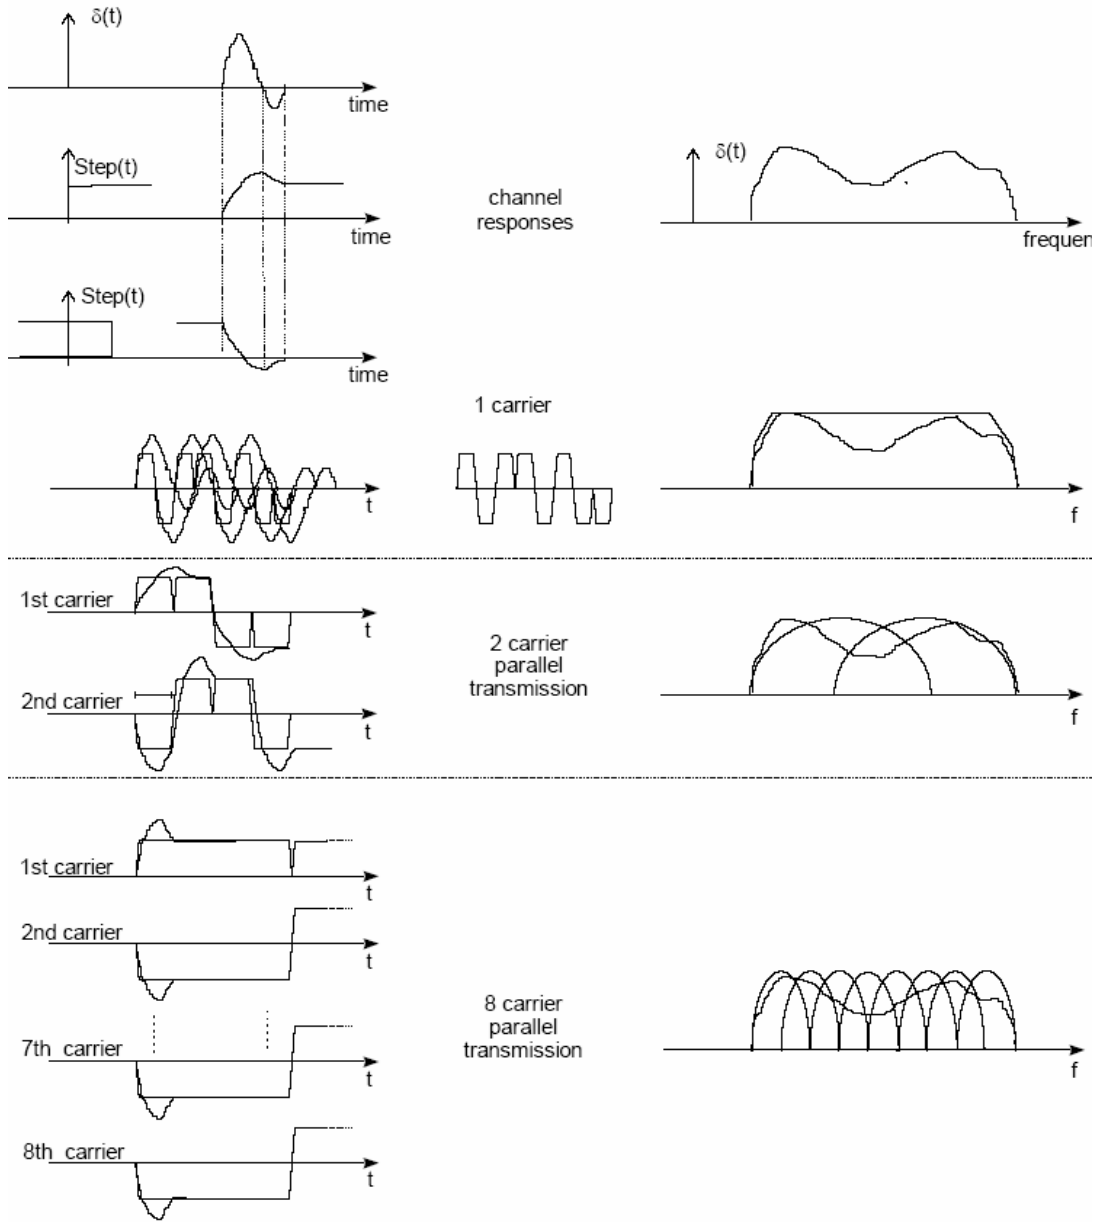 δ(t)
time
Step(t)
time
channel
responses
δ(t)
frequen
Step(t)
time
1 carrier
t
f
1st carrier
t
2 carrier
parallel
transmission
2nd carrier
t
f
1st carrier
t
2nd carrier
t
8 carrier
parallel
transmission
7th carrier
t
f
8th carrier
t